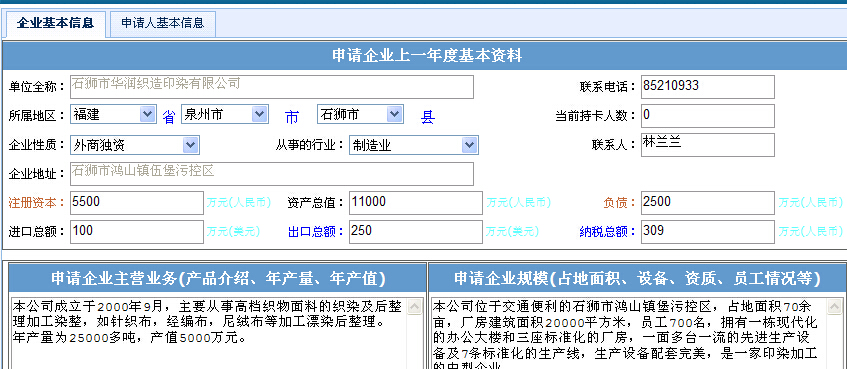 企业基本信息 申请人基本信息
申请企业上一年度基本资料
单位全称： 石狮市华润织造印染有限公司 联系电话： 85210933
所属地区： 福建 省 泉州市 市 石狮市 县 当前持卡人数： 0
企业性质： 外商独资 从事的行业： 制造业 联系人： 林兰兰
企业地址： 石狮市鸿山镇伍堡污控区
注册资本： 5500 万元(人民币) 资产总值： 11000 万元(人民币) 负债： 2500 万元(人民币)
进口总额： 100 万元(美元) 出口总额： 250 万元(美元) 纳税总额： 309 万元(人民币)
申请企业主营业务(产品介绍、年产量、年产值)
本公司成立于2000年9月，主要从事高档织物面料的织染及后整
理加工染整，如针织布，经编布，尼绒布等加工漂染后整理。
年产量为25000多吨，产值5000万元。
申请企业规模(占地面积、设备、资质、员工情况等)
本公司位于交通便利的石狮市鸿山镇堡污控区，占地面积70余
亩，厂房建筑面积20000平方米，员工700名，拥有一栋现代化
的办公大楼和三座标准化的厂房，一面多台一流的先进生产设
备及7条标准化的生产线，生产设备配套完美，是一家印染加工
的中型企业